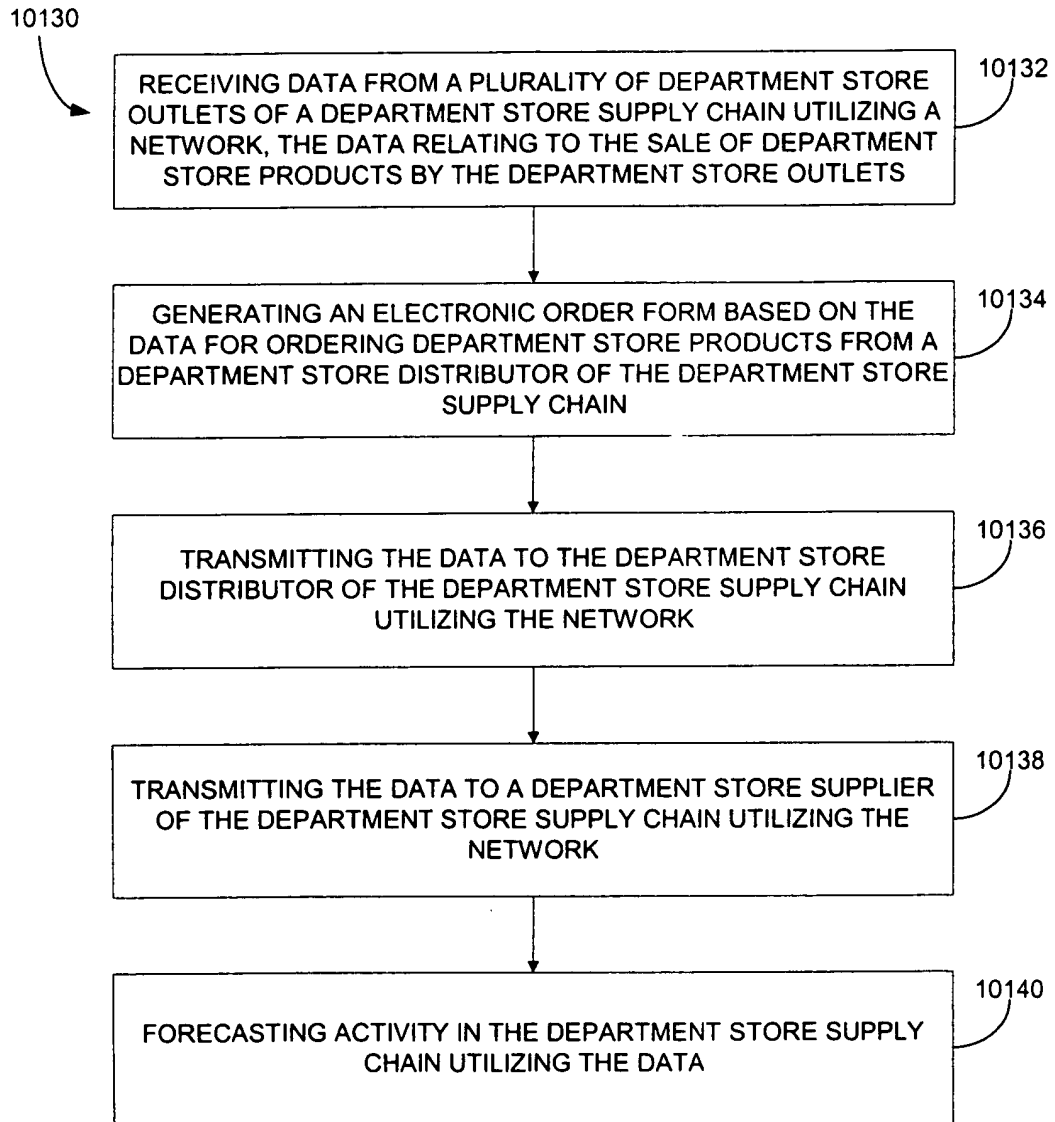 10130
RECEIVING DATA FROM A PLURALITY OF DEPARTMENT STORE
OUTLETS OF A DEPARTMENT STORE SUPPLY CHAIN UTILIZING A
NETWORK, THE DATA RELATING TO THE SALE OF DEPARTMENT
STORE PRODUCTS BY THE DEPARTMENT STORE OUTLETS
10132
GENERATING AN ELECTRONIC ORDER FORM BASED ON THE
DATA FOR ORDERING DEPARTMENT STORE PRODUCTS FROM A
DEPARTMENT STORE DISTRIBUTOR OF THE DEPARTMENT STORE
SUPPLY CHAIN
10134
TRANSMITTING THE DATA TO THE DEPARTMENT STORE
DISTRIBUTOR OF THE DEPARTMENT STORE SUPPLY CHAIN
UTILIZING THE NETWORK
10136
TRANSMITTING THE DATA TO A DEPARTMENT STORE SUPPLIER
OF THE DEPARTMENT STORE SUPPLY CHAIN UTILIZING THE
NETWORK
10138
FORECASTING ACTIVITY IN THE DEPARTMENT STORE SUPPLY
CHAIN UTILIZING THE DATA
10140